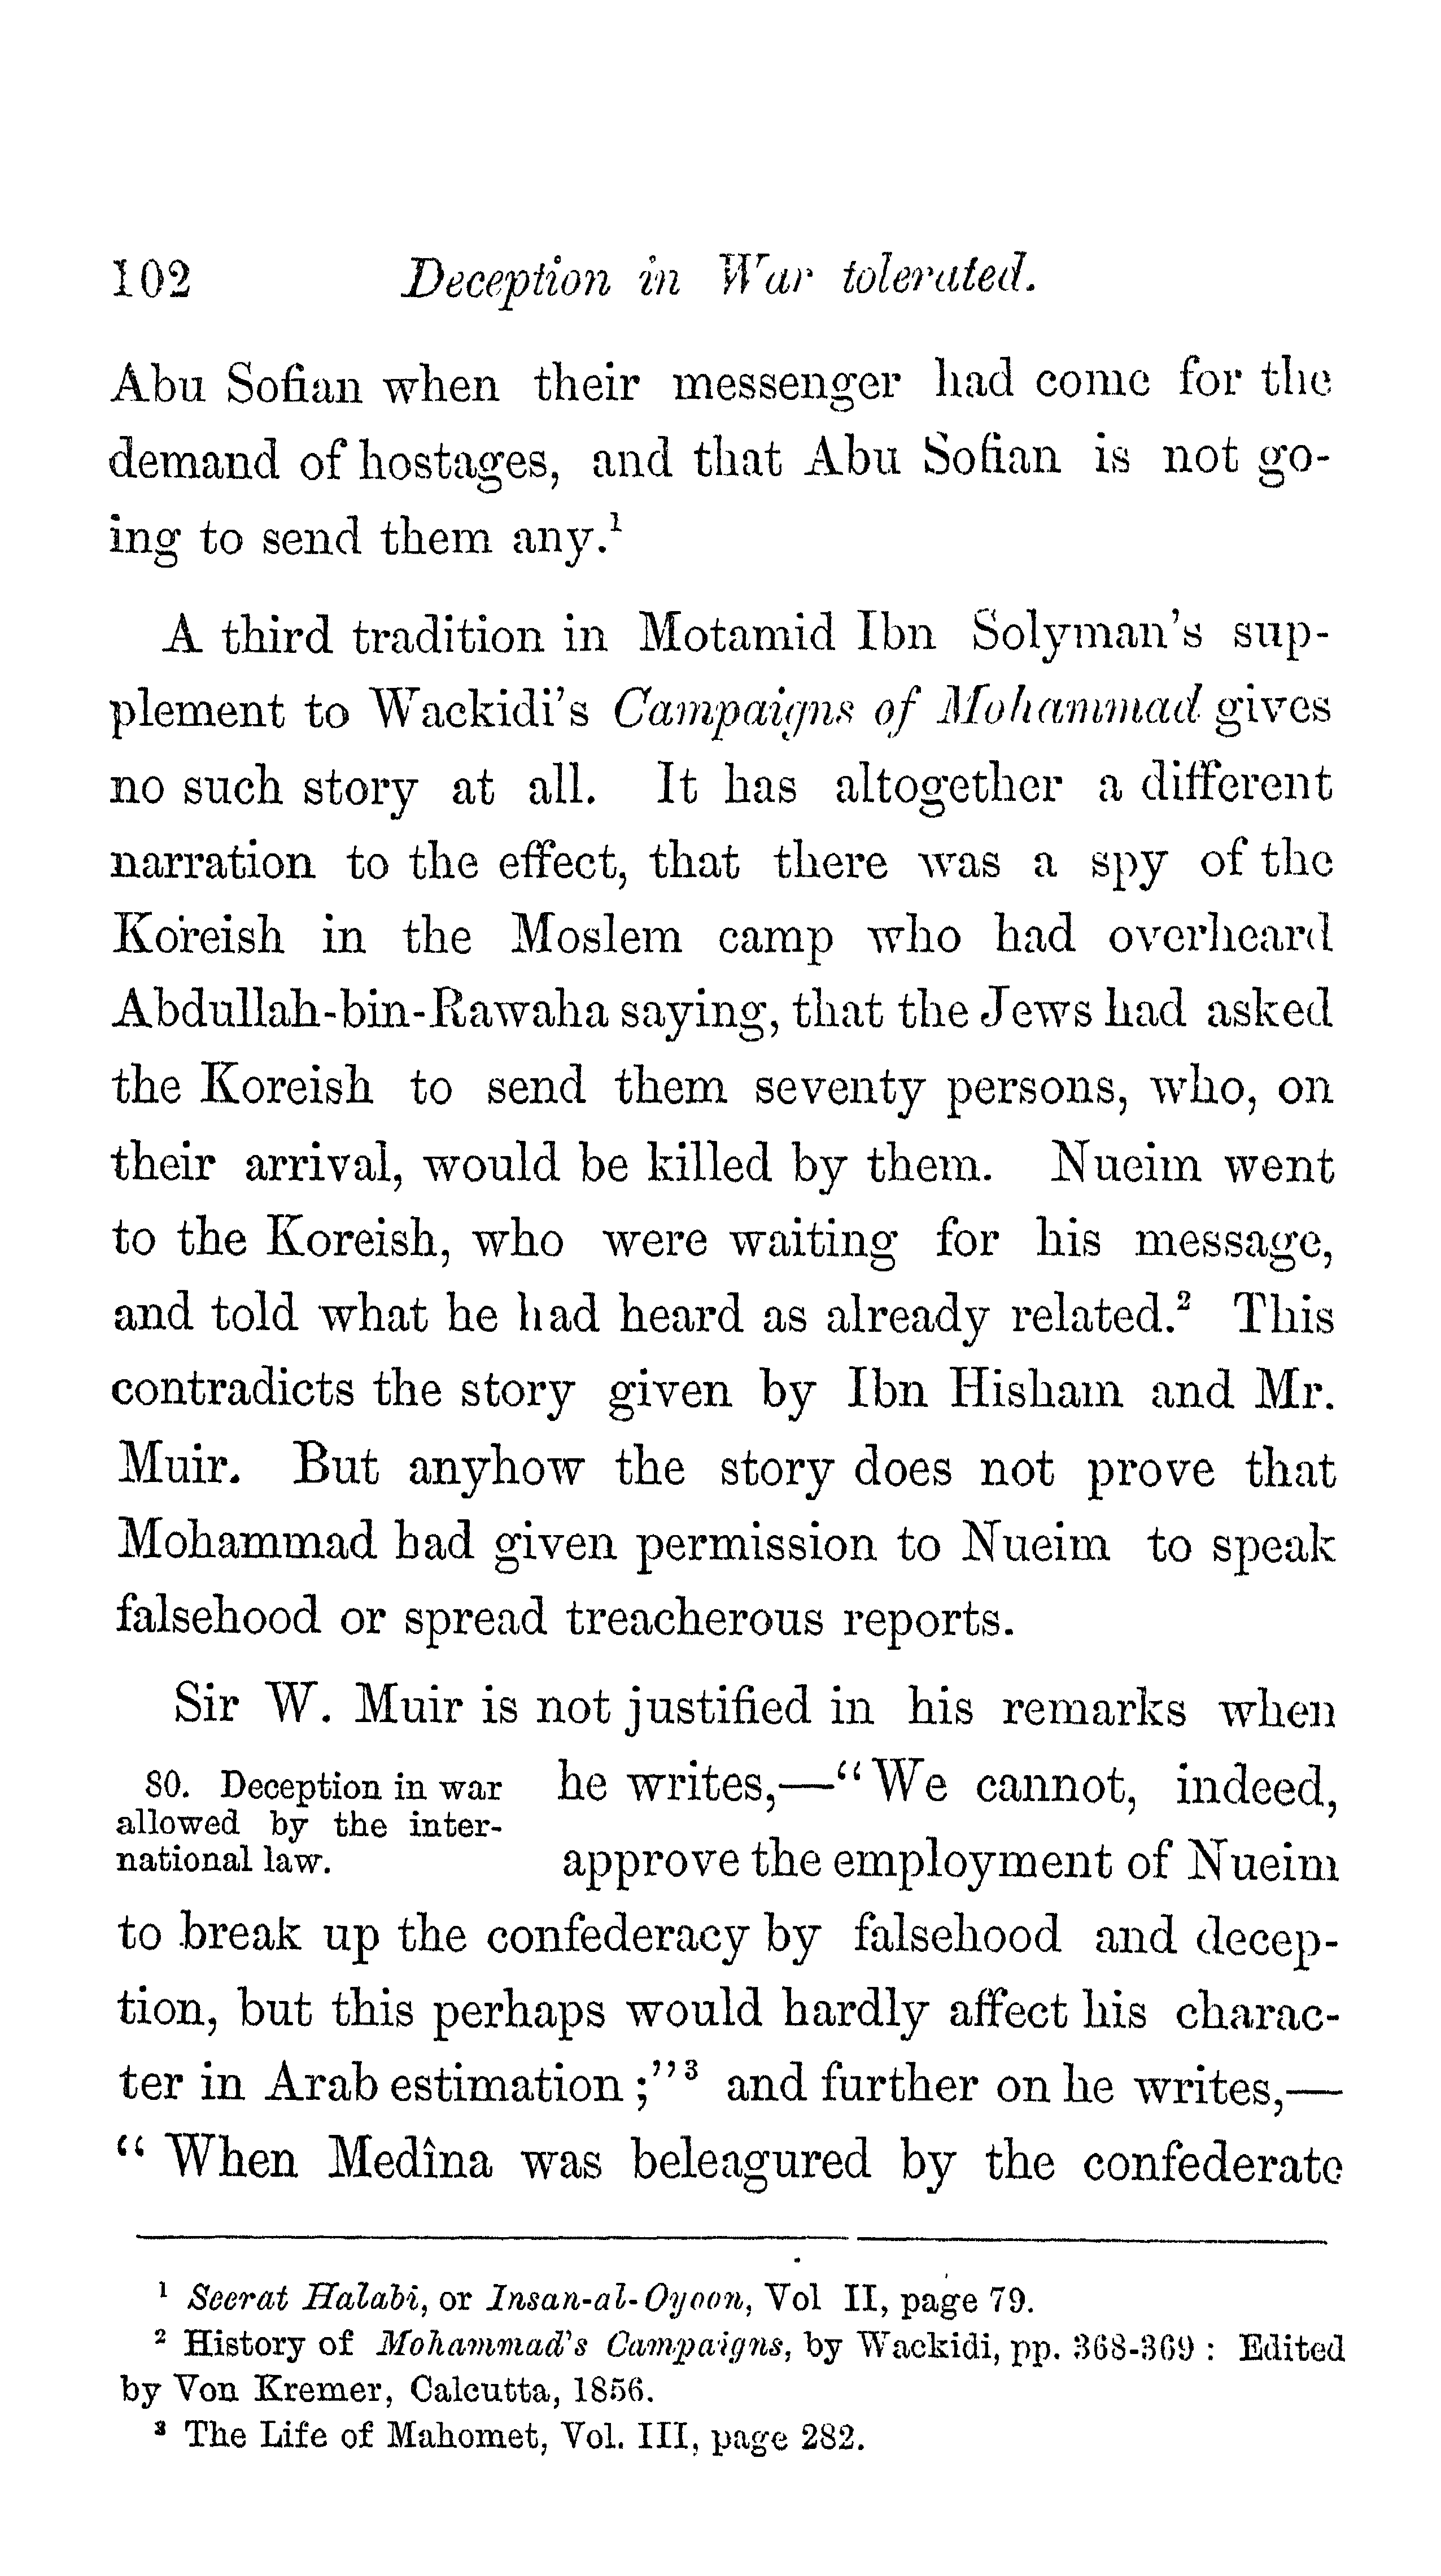 102 Deception in War tolerated.
Abu Sofian when their messenger had come for the
demand of hostages, and that Abu Sofian is not go-
ing to send them any.¹
A third tradition in Motamid Ibn Solyman's sup-
plement to Wackidi's Campaigns of Mohammad gives
no such story at all. It has altogether a different
narration to the effect, that there was a spy of the
Koreish in the Moslem camp who had overheard
Abdullah-bin-Rawaha saying, that the Jews had asked
the Koreish to send them seventy persons, who, on
their arrival, would be killed by them. Nueim went
to the Koreish, who were waiting for his message,
and told what he had heard as already related.² This
contradicts the story given by Ibn Hisham and Mr.
Muir. But anyhow the story does not prove that
Mohammad had given permission to Nueim to speak
falsehood or spread treacherous reports.
Sir W. Muir is not justified in his remarks when
80. Deception in war
allowed by the inter-
national law.
he writes,—"We cannot, indeed,
approve the employment of Nueim
to break up the confederacy by falsehood and decep-
tion, but this perhaps would hardly affect his charac-
ter in Arab estimation;"³ and further on he writes,—
"When Medîna was beleagured by the confederate
¹ Seerat Halabi, or Insan-al-Oyoon, Vol II, page 79.
² History of Mohammad's Campaigns, by Wackidi, pp. 368-369: Edited
by Von Kremer, Calcutta, 1856.
³ The Life of Mahomet, Vol. III, page 282.